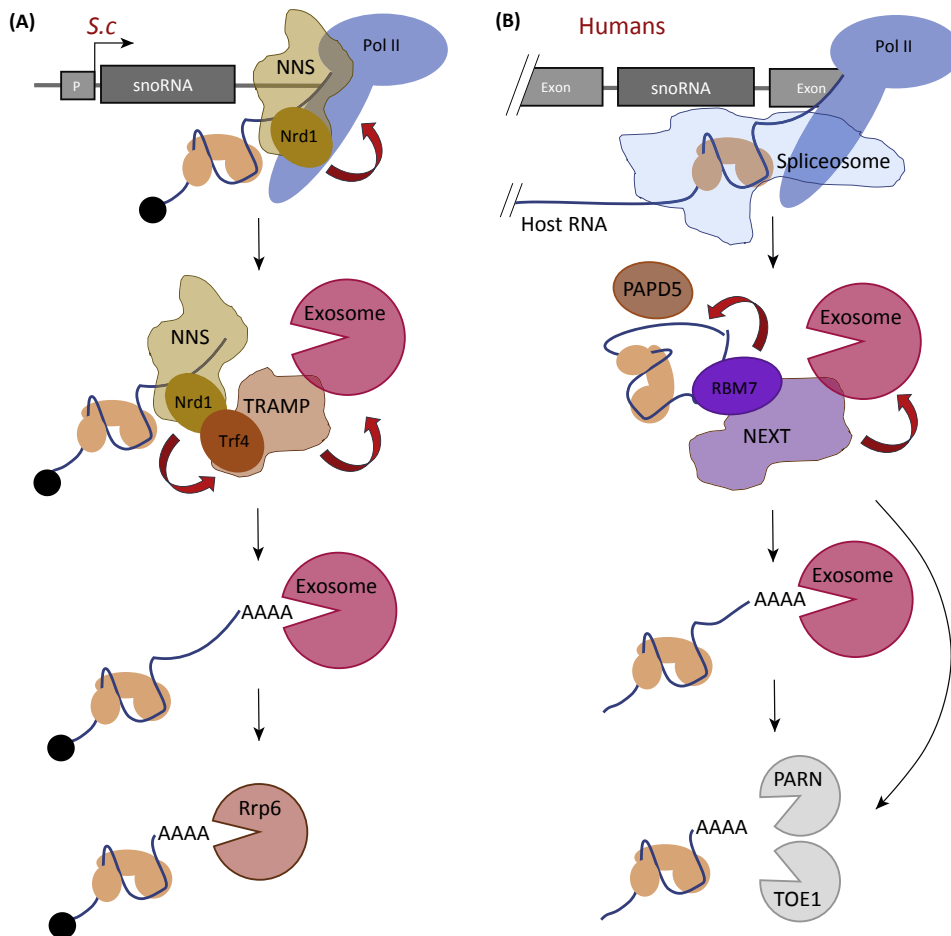 (A)
S.c
NNS
Pol II
P
snoRNA
Nrd1
NNS
Exosome
Nrd1
TRAMP
Trf4
Exosome
AAAA
Rrp6
AAAA
(B)
Humans
Pol II
Exon
snoRNA
Exon
Spliceosome
Host RNA
PAPD5
Exosome
RBM7
NEXT
Exosome
AAAA
PARN
AAAA
TOE1